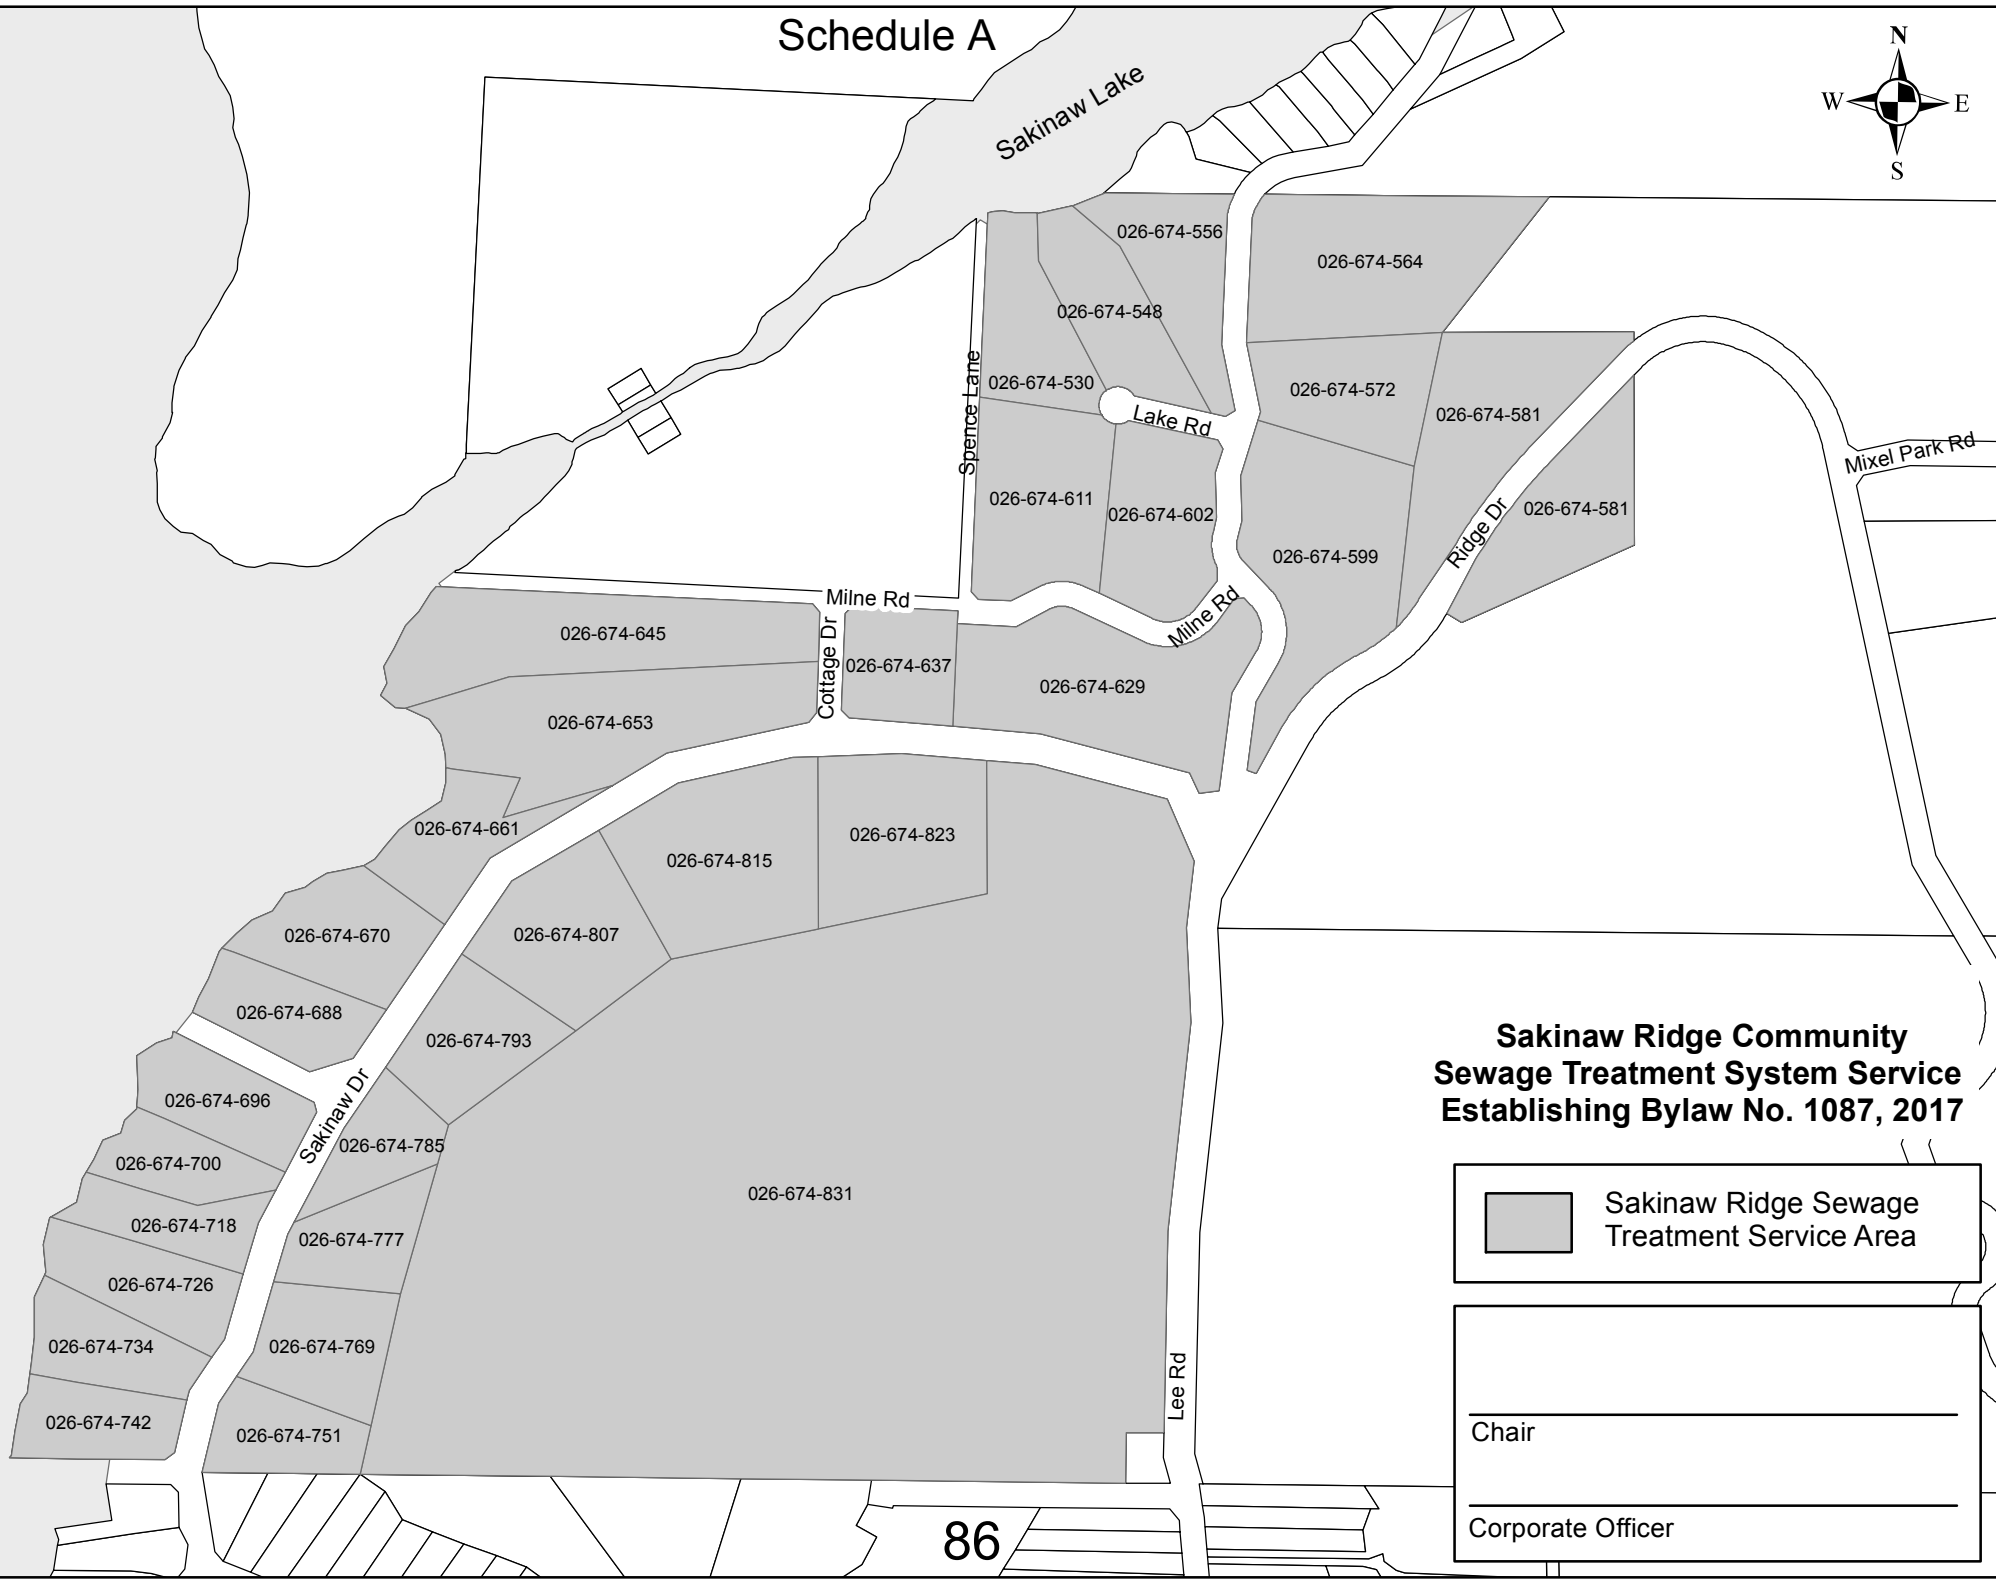 Schedule A
N
W
E
S
Sakinaw Lake
026-674-556
026-674-564
026-674-548
026-674-530
Spence Lane
Lake Rd
026-674-572
026-674-581
Mixel Park Rd
026-674-611
026-674-602
026-674-581
Ridge Dr
026-674-599
Milne Rd
Milne Rd
026-674-645
Cottage Dr
026-674-637
026-674-629
026-674-653
026-674-661
026-674-815
026-674-823
026-674-670
026-674-807
026-674-688
026-674-793
Sakinaw Ridge Community
Sewage Treatment System Service
Establishing Bylaw No. 1087, 2017
026-674-696
Sakinaw Dr
026-674-785
026-674-700
026-674-831
026-674-718
026-674-777
Sakinaw Ridge Sewage
Treatment Service Area
026-674-726
026-674-734
026-674-769
Lee Rd
026-674-742
026-674-751
Chair
Corporate Officer
86